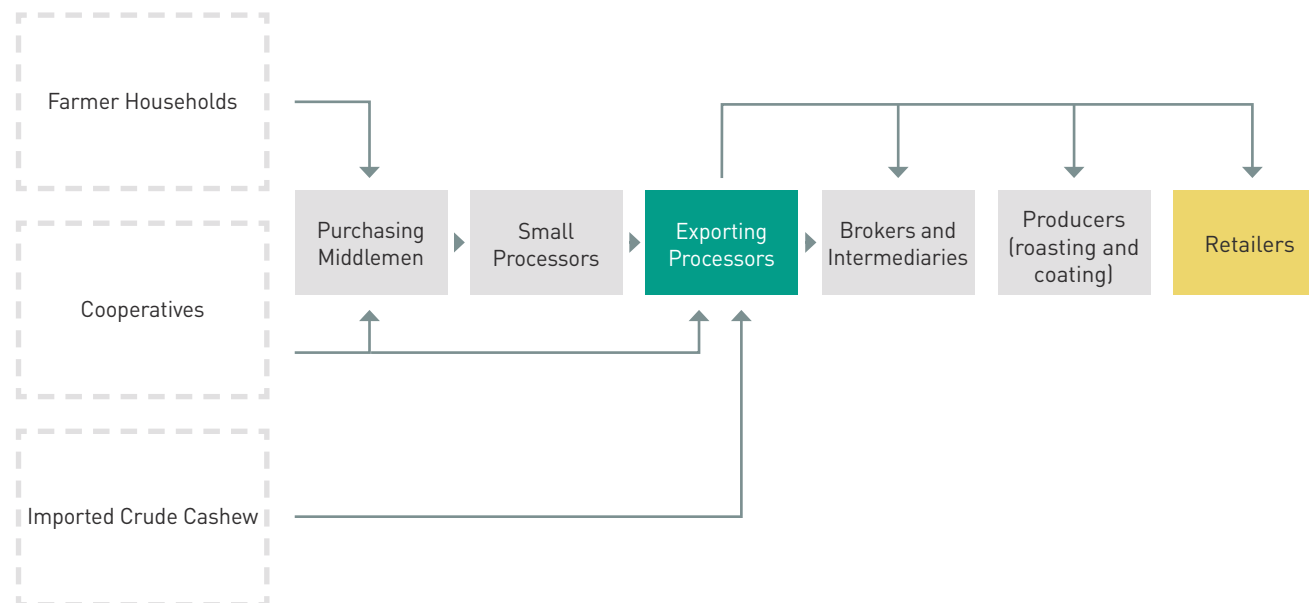 Farmer Households
Cooperatives
Imported Crude Cashew
Purchasing
Middlemen
Small
Processors
Exporting
Processors
Brokers and
Intermediaries
Producers
(roasting and
coating)
Retailers